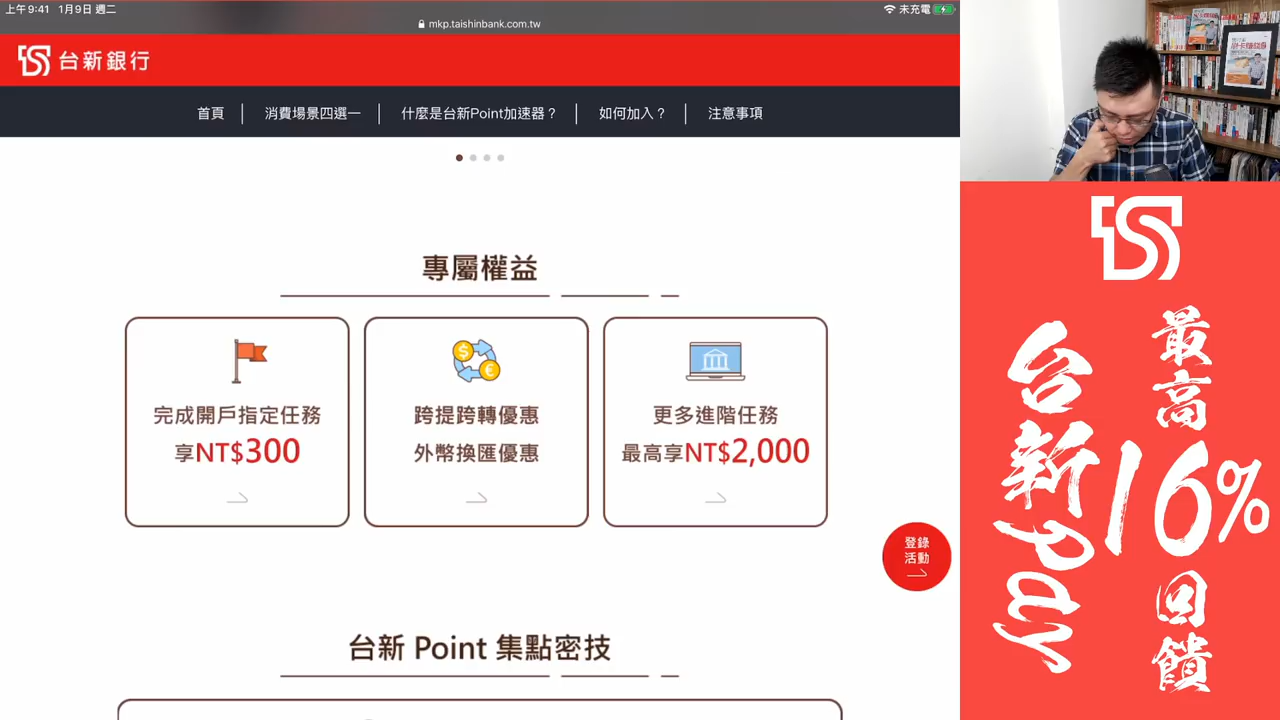 上午9:41 1月9日 週二
mkp.taishinbank.com.tw
未充電
台新銀行
首頁
消費場景四選一
什麼是台新Point加速器？
如何加入？
注意事項
專屬權益
完成開戶指定任務
享NT$300
跨提跨轉優惠
外幣換匯優惠
更多進階任務
最高享NT$2,000
登錄
活動
台新 Point 集點密技
最高16%回饋
台新Pay